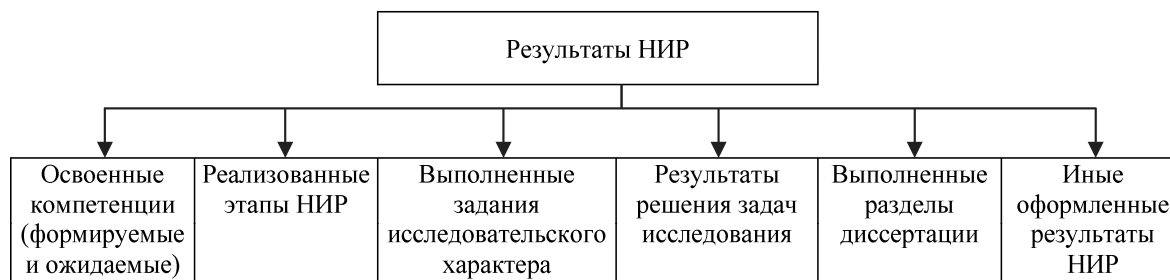 Результаты НИР
Освоенные
компетенции
(формируемые
и ожидаемые)
Реализованные
этапы НИР
Выполненные
задания
исследовательского
характера
Результаты
решения задач
исследования
Выполненные
разделы
диссертации
Иные
оформленные
результаты
НИР